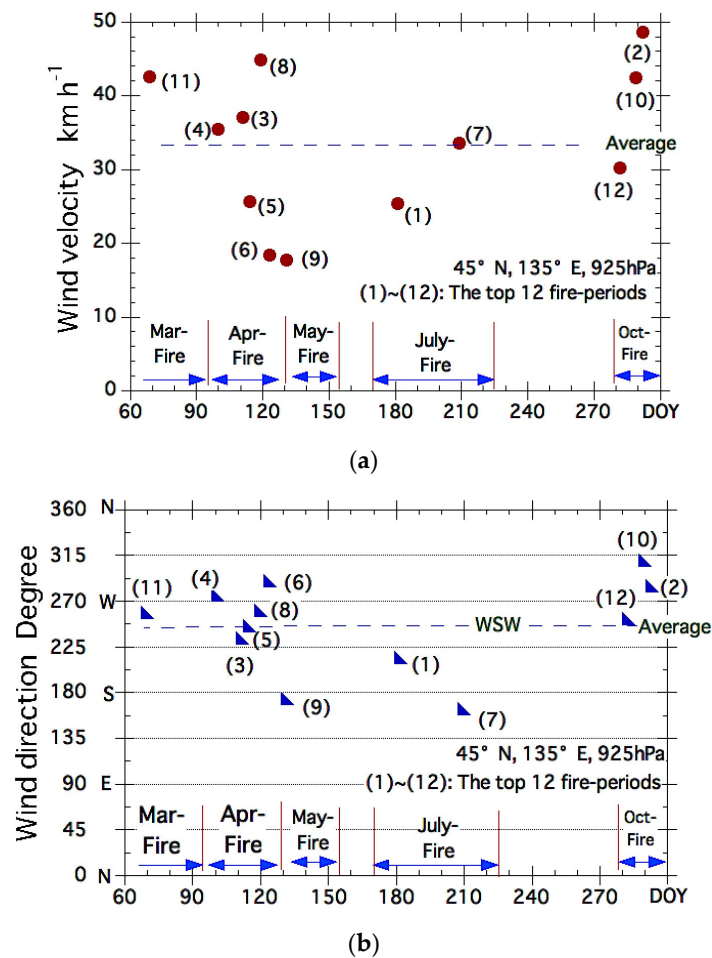 50
(2)
(8)
(11)
40
(10)
(3)
(4)
(7)
Average
30
(12)
(5)
(1)
20
(6)
(9)
45° N, 135° E, 925hPa
(1)~(12): The top 12 fire-periods
10
Mar-
Fire
Apr-
Fire
May-
Fire
July-
Fire
Oct-
Fire
0
60 90 120 150 180 210 240 270 DOY
Wind velocity km h-1
(a)
360 N
(10)
315
(4)
(6)
(2)
(11)
270 W
(8)
(12)
WSW
Average
(5)
225
(3)
(1)
180 S
(9)
(7)
135
45° N, 135° E, 925hPa
90 E
(1)~(12): The top 12 fire-periods
Mar-
Fire
Apr-
Fire
May-
Fire
July-
Fire
Oct-
Fire
45
0 N
60 90 120 150 180 210 240 270 DOY
Wind direction Degree
(b)